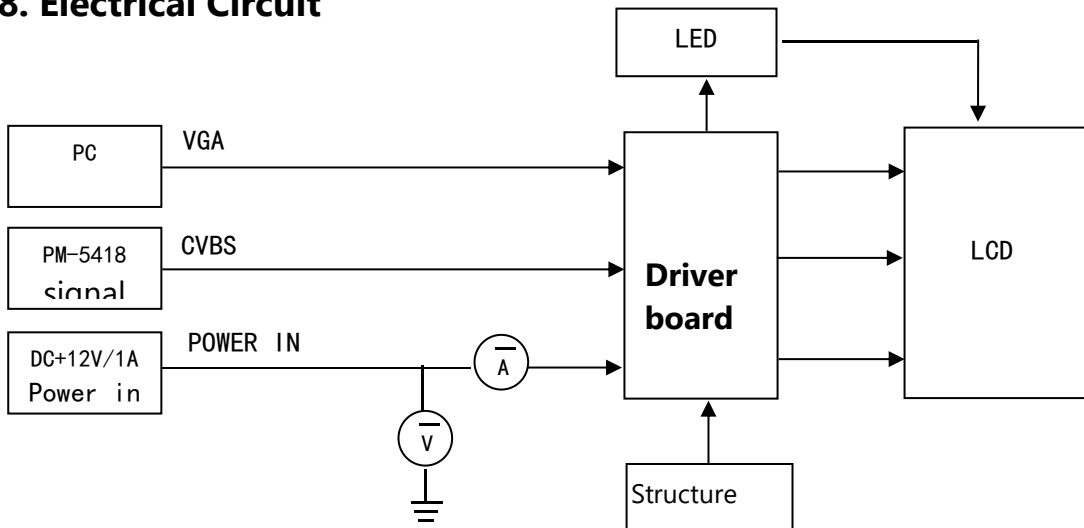 8. Electrical Circuit
LED
PC
VGA
PM-5418
signal
CVBS
DC+12V/1A
Power in
POWER IN
A
V
Driver
board
LCD
Structure